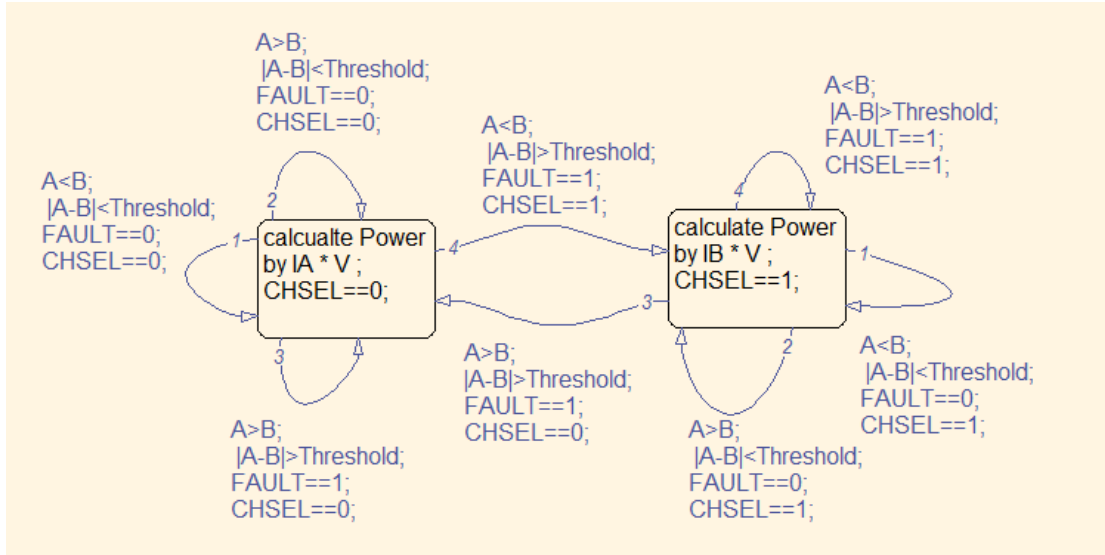 A>B;
|A-B|<Threshold;
FAULT==0;
CHSEL==0;
A<B;
|A-B|<Threshold;
FAULT==0;
CHSEL==0;
2
1
calcualte Power
by IA * V ;
CHSEL==0;
3
4
A>B;
|A-B|>Threshold;
FAULT==1;
CHSEL==0;
A<B;
|A-B|>Threshold;
FAULT==1;
CHSEL==1;
3
A>B;
|A-B|>Threshold;
FAULT==1;
CHSEL==0;
A<B;
|A-B|>Threshold;
FAULT==1;
CHSEL==1;
4
calculate Power
by IB * V ;
CHSEL==1;
1
2
A<B;
|A-B|<Threshold;
FAULT==0;
CHSEL==1;
A>B;
|A-B|<Threshold;
FAULT==0;
CHSEL==1;